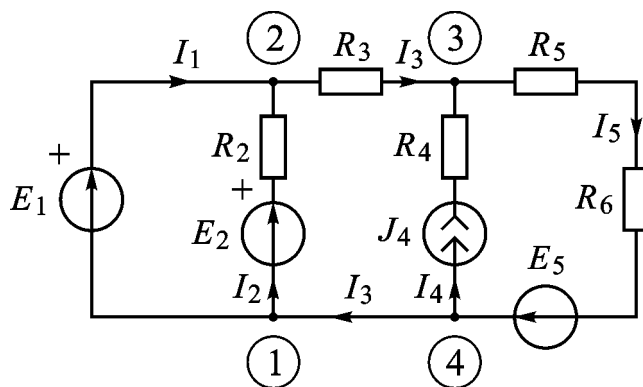 2 3
I₁ R₃ I₃ R₅
+ R₂ R₄ I₅
E₁ + E₂ J₄ R₆
I₂ I₃ I₄ E₅
1 4